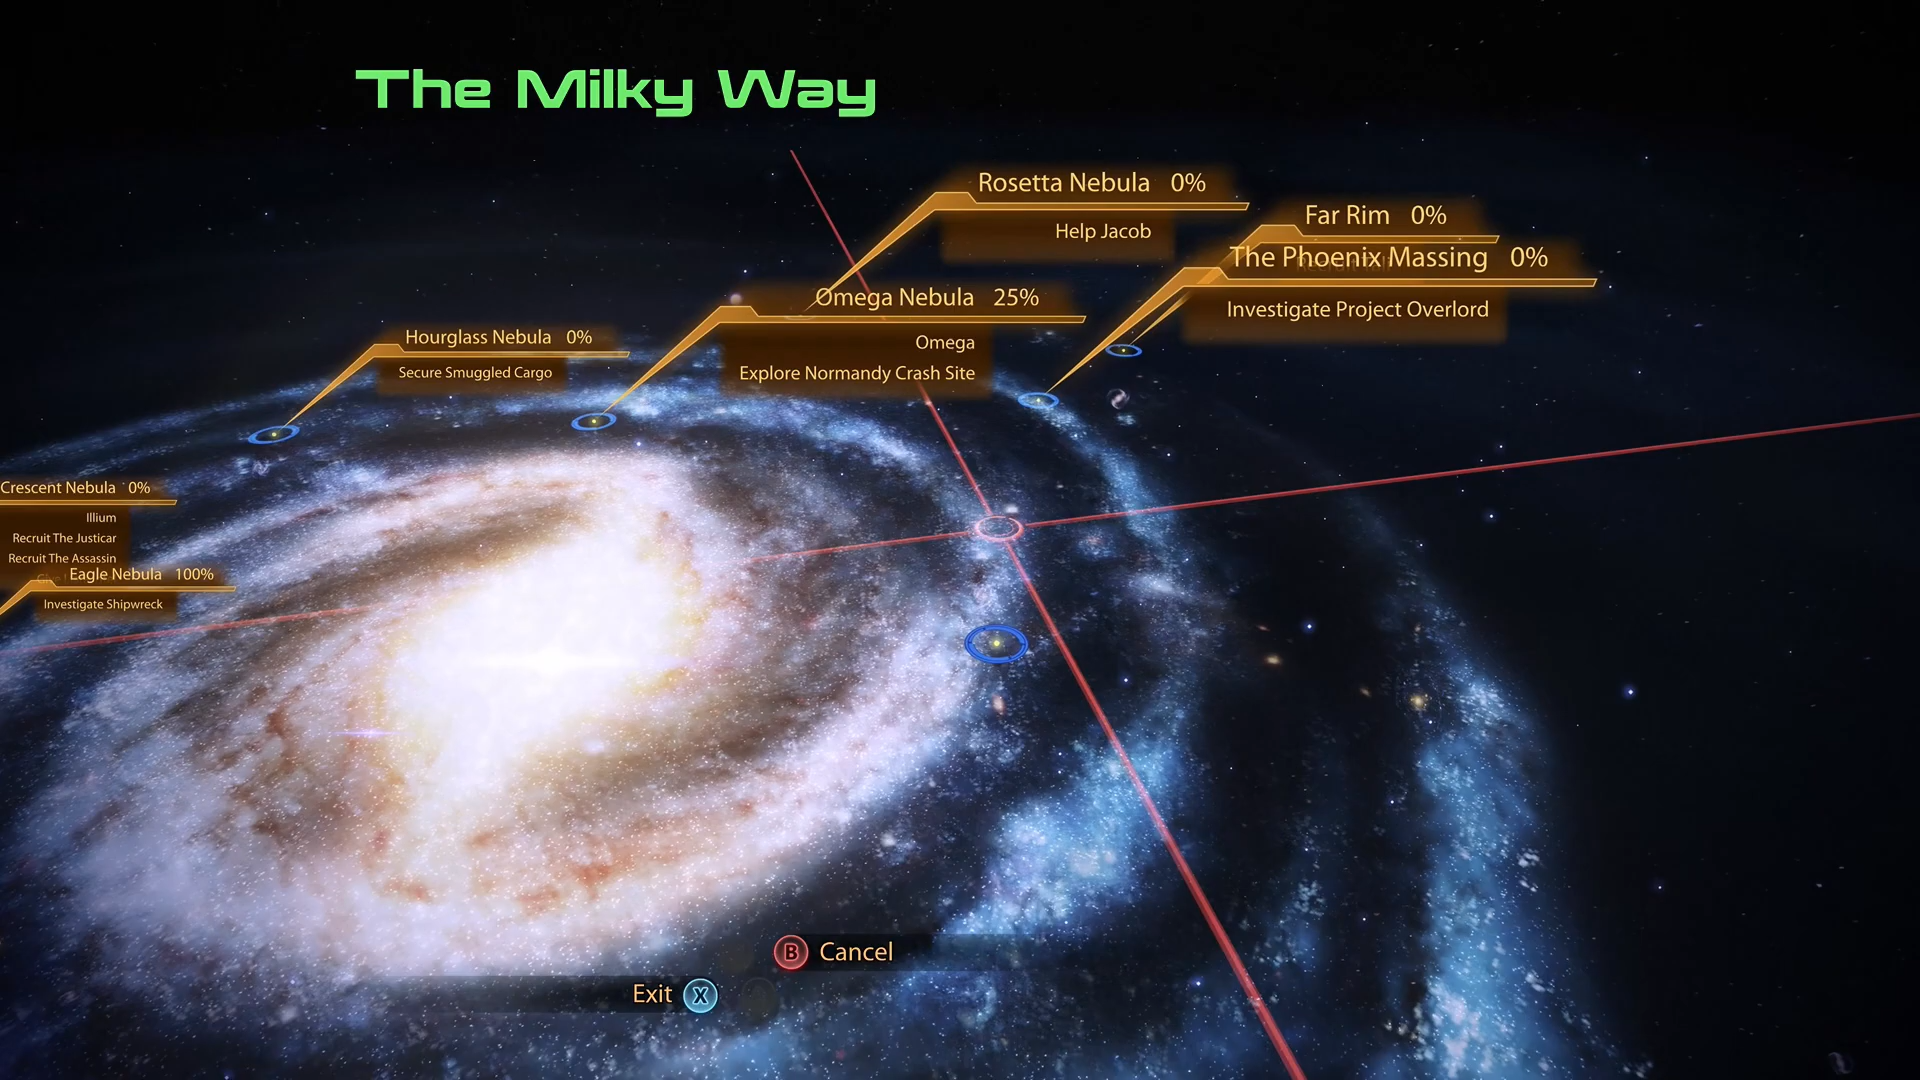 The Milky Way
Rosetta Nebula 0%
Help Jacob
Far Rim 0%
The Phoenix Massing 0%
Investigate Project Overlord
Omega Nebula 25%
Omega
Explore Normandy Crash Site
Hourglass Nebula 0%
Secure Smuggled Cargo
Crescent Nebula 0%
Illium
Recruit The Justicar
Recruit The Assassin
Eagle Nebula 100%
Investigate Shipwreck
B Cancel
Exit X